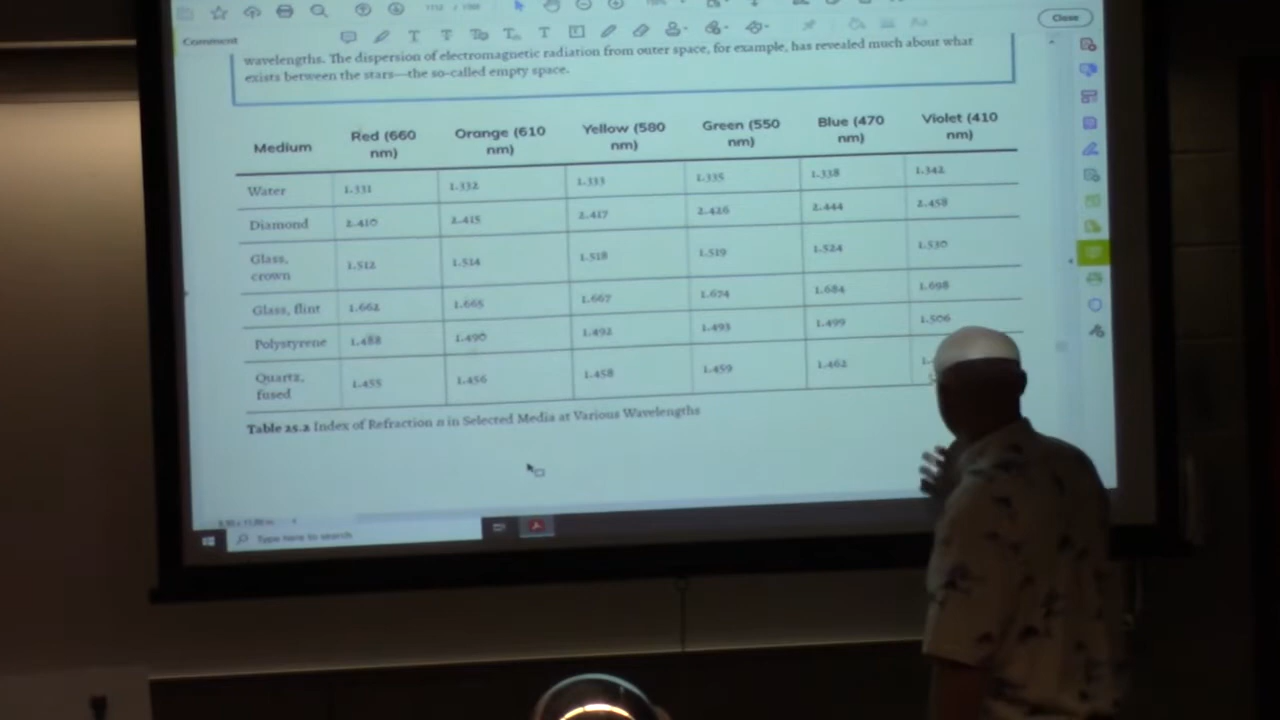 Close
Comment
wavelengths. The dispersion of electromagnetic radiation from outer space, for example, has revealed much about what
exists between the stars—the so-called empty space.
Medium Red (660 nm) Orange (610 nm) Yellow (580 nm) Green (550 nm) Blue (470 nm) Violet (410 nm)
Water 1.331 1.332 1.333 1.335 1.338 1.342
Diamond 2.410 2.415 2.417 2.426 2.444 2.458
Glass, crown 1.512 1.514 1.518 1.519 1.524 1.530
Glass, flint 1.662 1.665 1.667 1.674 1.684 1.698
Polystyrene 1.488 1.490 1.492 1.493 1.499 1.506
Quartz, fused 1.455 1.456 1.458 1.459 1.462
Table 25.2 Index of Refraction n in Selected Media at Various Wavelengths
Type here to search